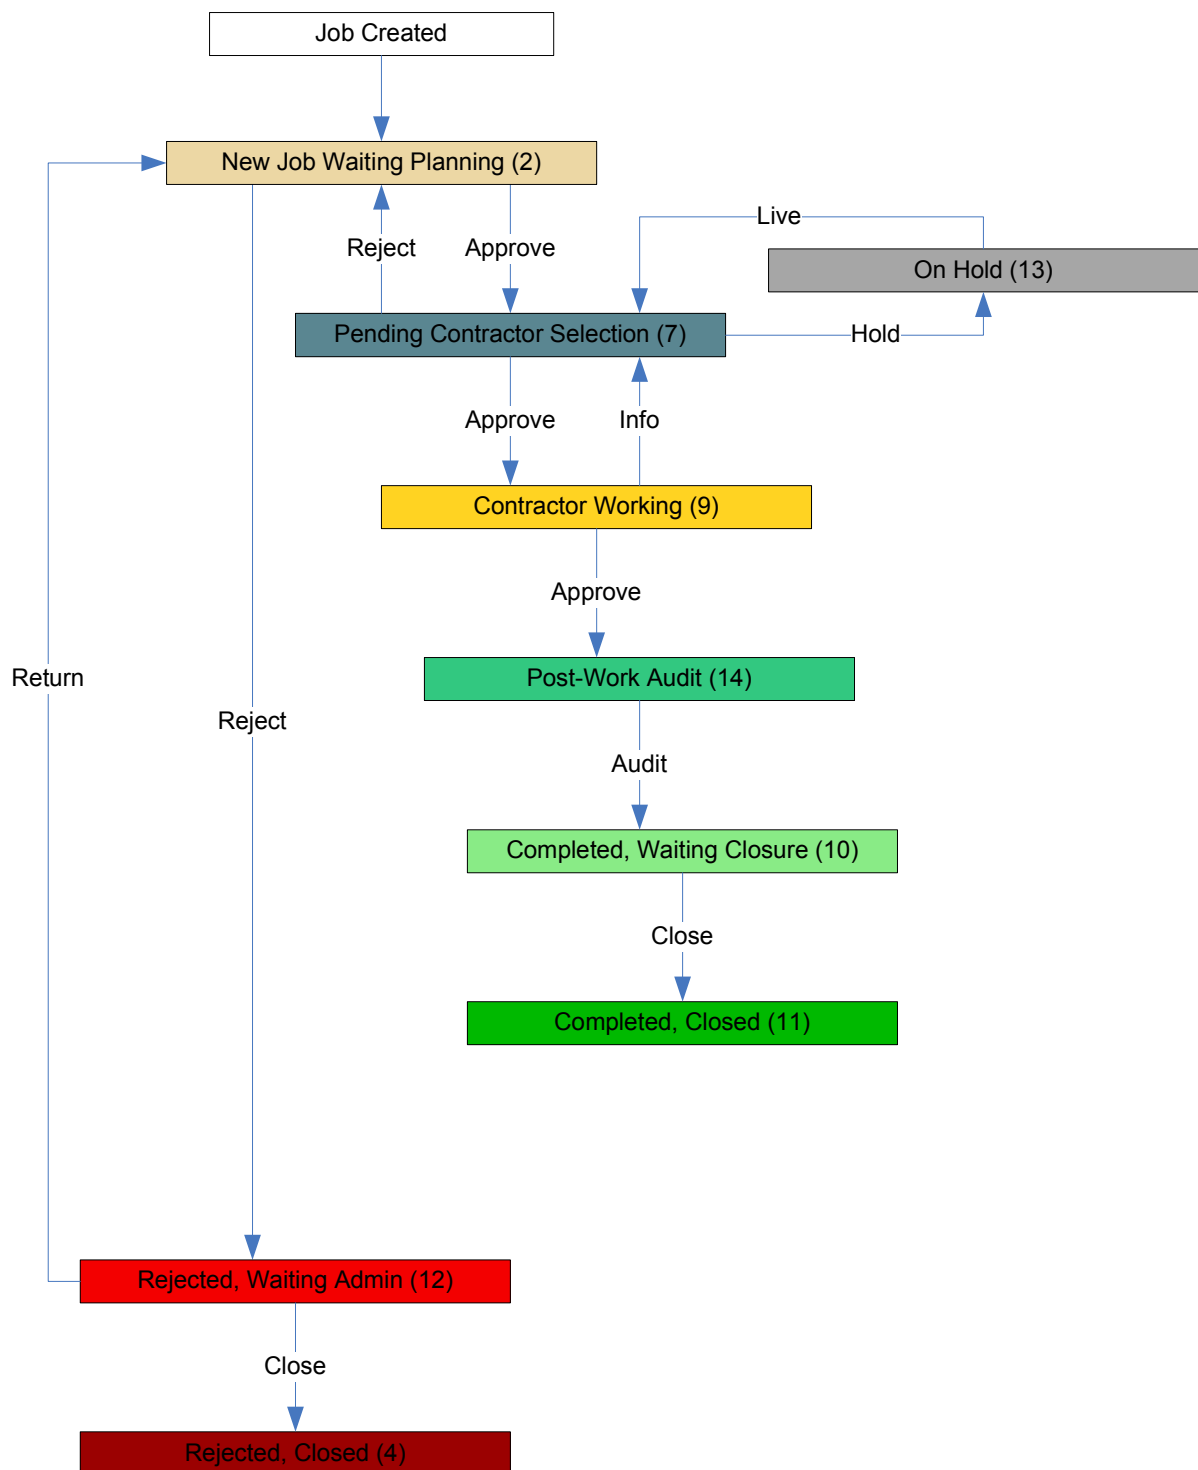 Job Created
New Job Waiting Planning (2)
Live
Reject
Approve
On Hold (13)
Pending Contractor Selection (7)
Hold
Approve
Info
Contractor Working (9)
Approve
Post-Work Audit (14)
Return
Reject
Audit
Completed, Waiting Closure (10)
Close
Completed, Closed (11)
Rejected, Waiting Admin (12)
Close
Rejected, Closed (4)